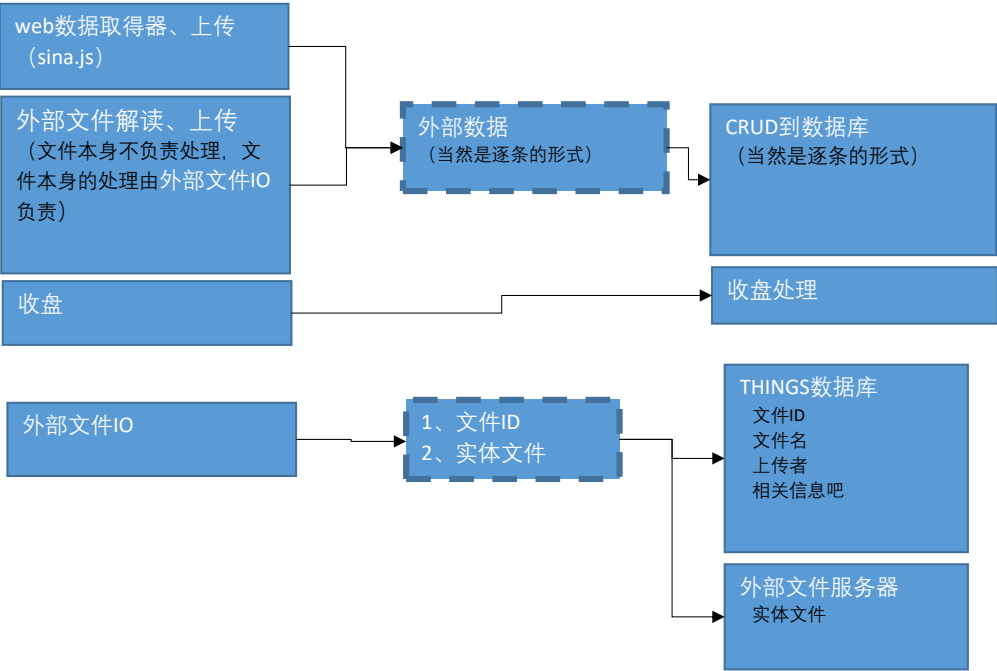 web数据取得器、上传
（sina.js）
外部文件解读、上传
（文件本身不负责处理，文
件本身的处理由外部文件IO
负责）
收盘
外部数据
（当然是逐条的形式）
CRUD到数据库
（当然是逐条的形式）
收盘处理
外部文件IO
1、文件ID
2、实体文件
THINGS数据库
文件ID
文件名
上传者
相关信息吧
外部文件服务器
实体文件